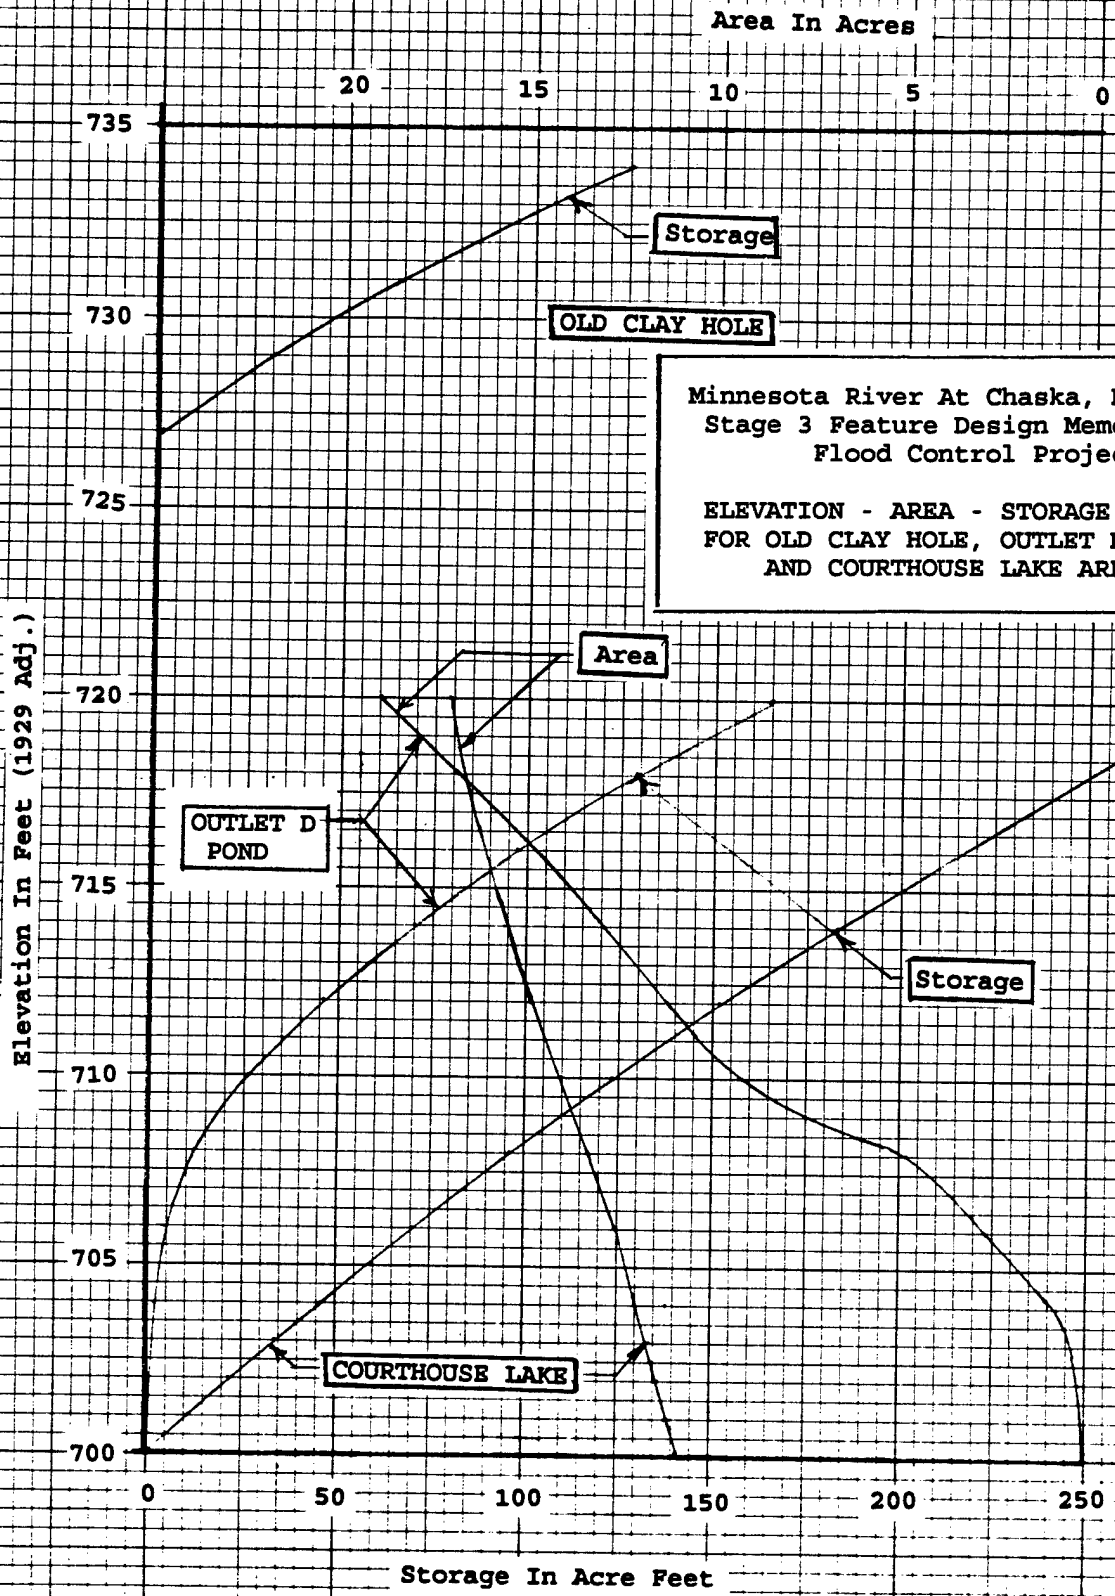 Area In Acres
20 15 10 5 0
735
Storage
730
OLD CLAY HOLE
Minnesota River At Chaska,
Stage 3 Feature Design
Flood Control
725
ELEVATION - AREA - STORAGE
FOR OLD CLAY HOLE, OUTLET
AND COURTHOUSE LAKE
Elevation In Feet (1929 Adj.)
Area
720
OUTLET D
POND
715
Storage
710
705
COURTHOUSE LAKE
700
0 50 100 150 200 250
Storage In Acre Feet